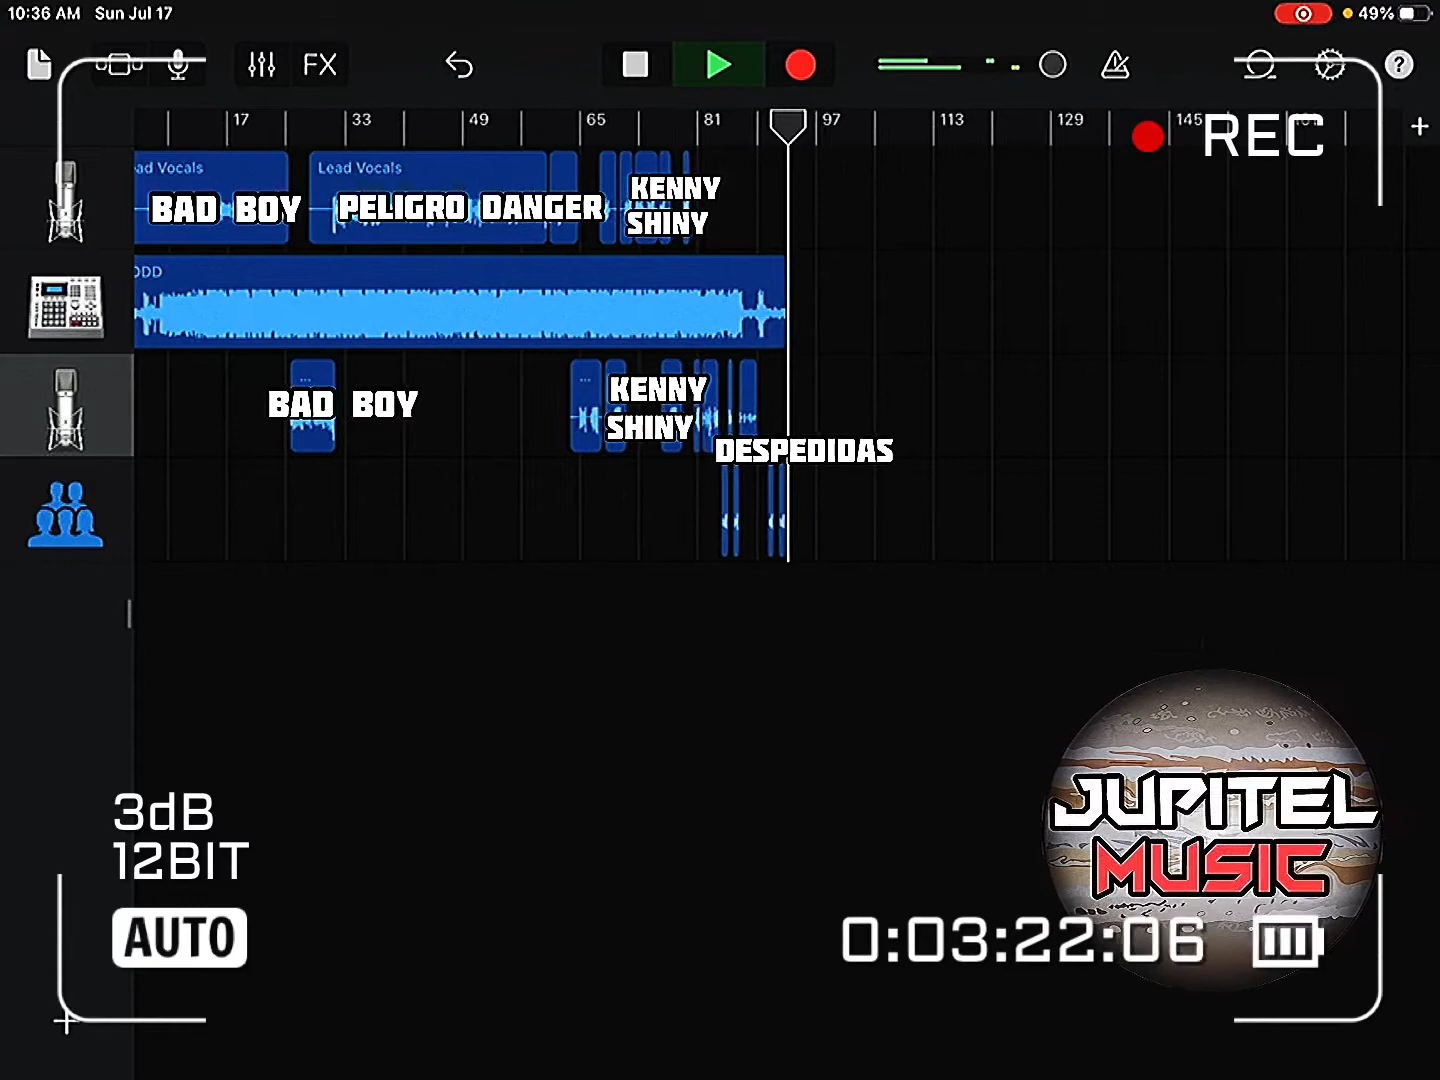 10:36 AM Sun Jul 17
49%
FX
?
17 33 49 65 81 97 113 129 145
REC
ad Vocals
Lead Vocals
BAD BOY
PELIGRO DANGER
KENNY
SHINY
DDD
BAD BOY
KENNY
SHINY
DESPEDIDAS
JUPITEL
MUSIC
3dB
12BIT
AUTO
0:03:22:06